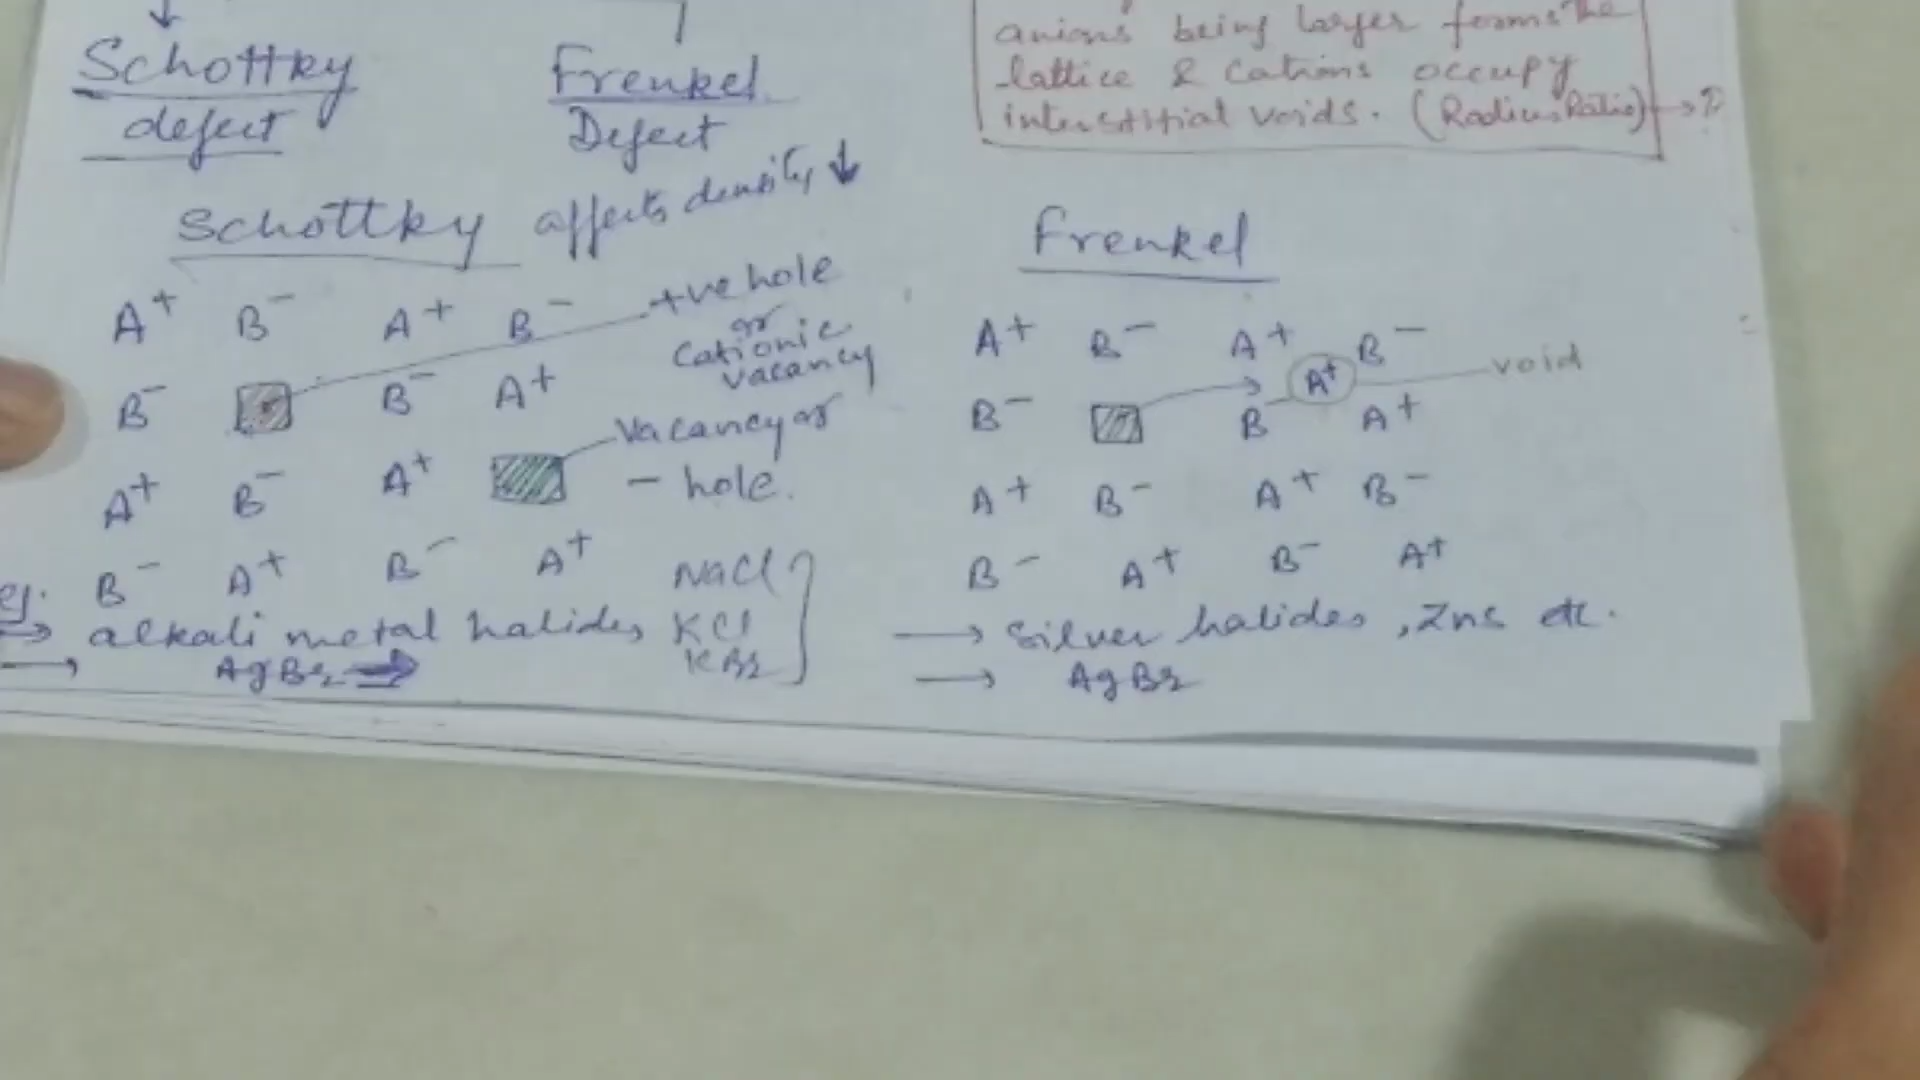 Schottky
defect
Frenkel
Defect
anions being larger forms the
lattice & cations occupy
interstitial voids. (Radius Ratio) →
Schottky affects density ↓
A+ B- A+ B- +ve hole
or
cationic
vacancy
B- B- A+
vacancy or
- hole.
A+ B- A+
B- A+ B- A+
eg.
→ alkali metal halides
NaCl
KCl
KBr
→ AgBr →
Frenkel
A+ B- A+ B-
A+ void
B- B A+
A+ B- A+ B-
B- A+ B- A+
→ Silver halides, Zns etc.
→ AgBr